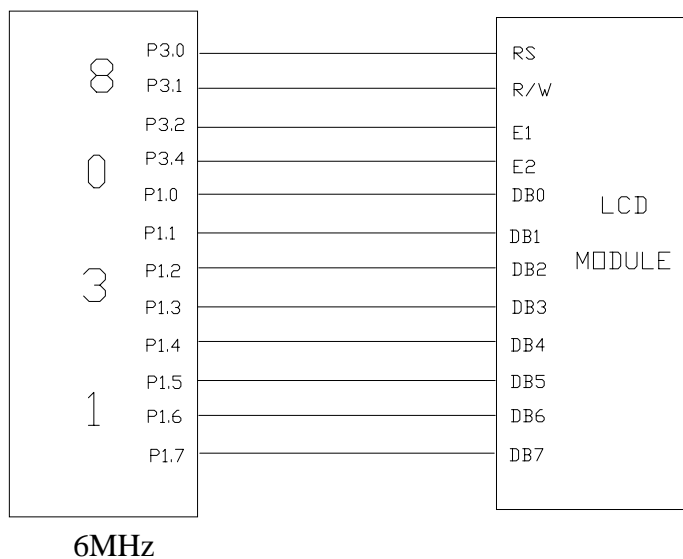 8
0
3
1
P3.0
P3.1
P3.2
P3.4
P1.0
P1.1
P1.2
P1.3
P1.4
P1.5
P1.6
P1.7
RS
R/W
E1
E2
DB0
DB1
DB2
DB3
DB4
DB5
DB6
DB7
LCD
MODULE
6MHz